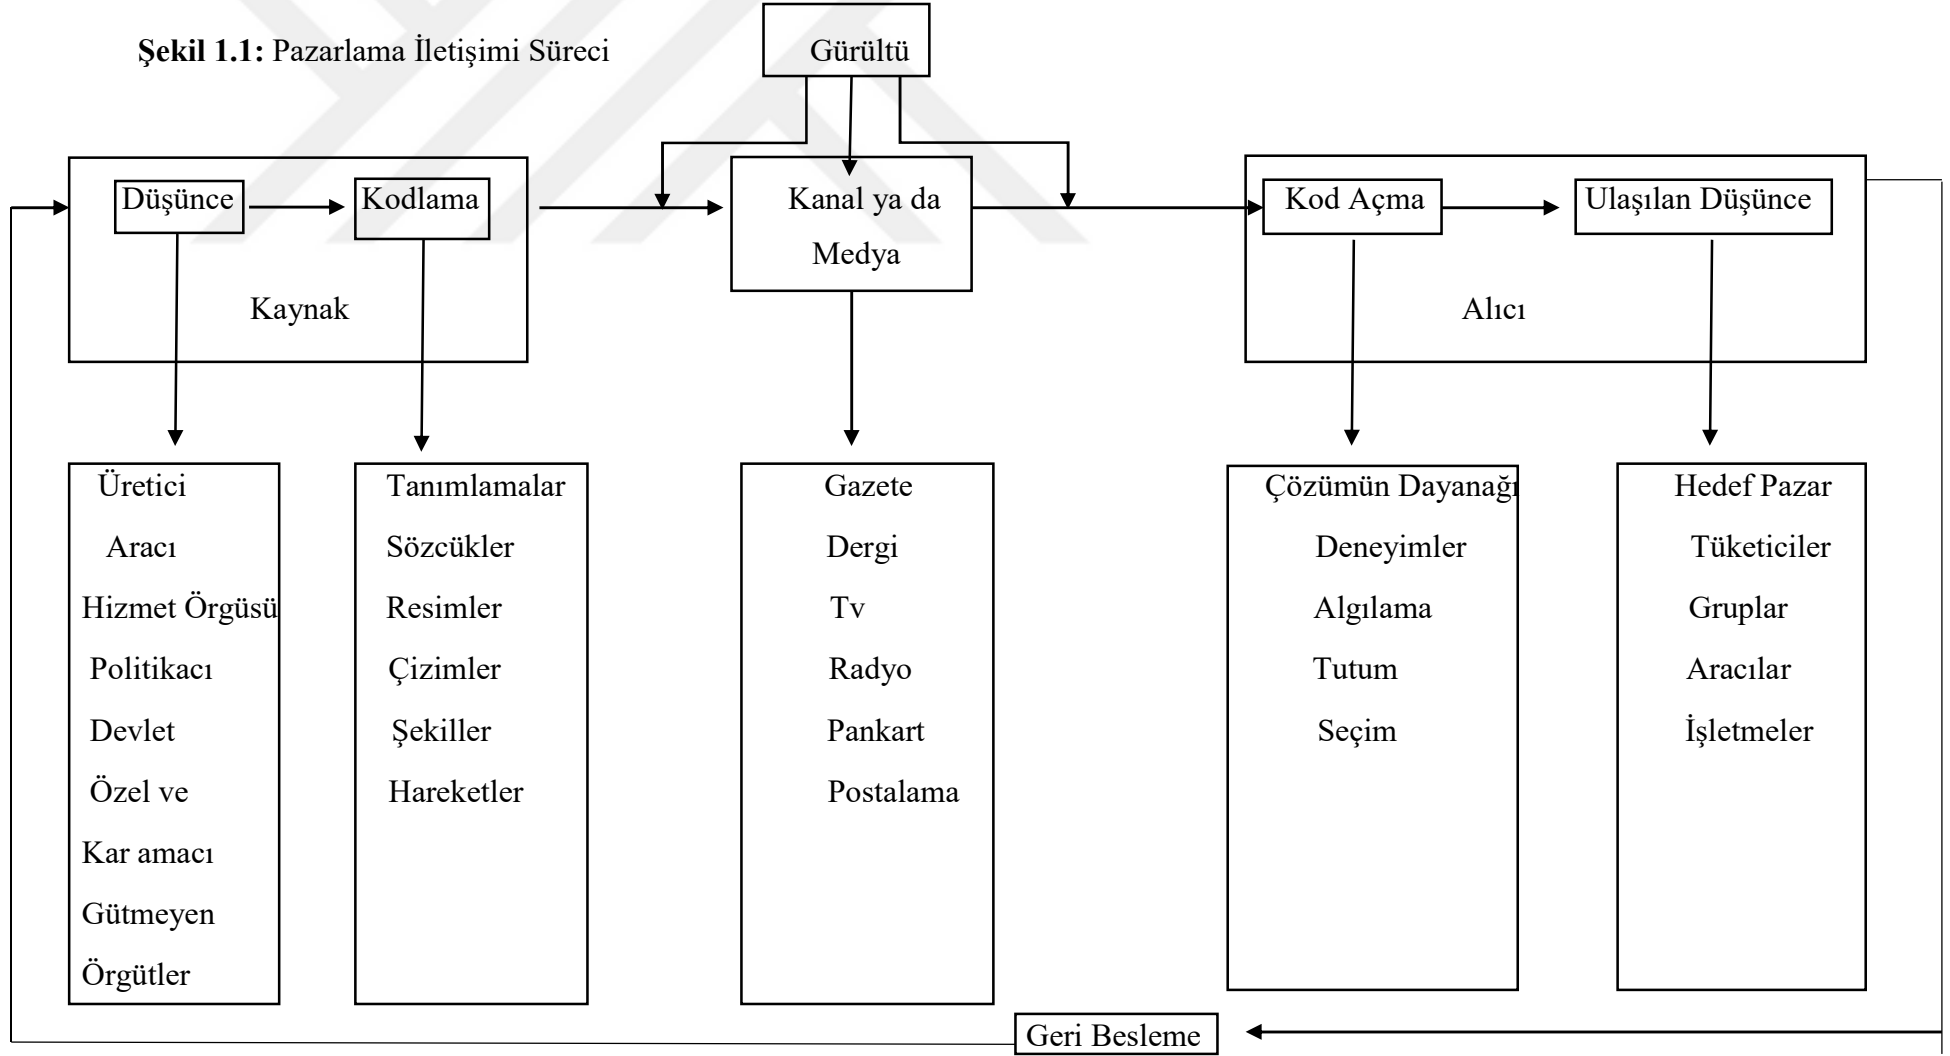 Şekil 1.1: Pazarlama İletişimi Süreci
Gürültü
Düşünce
Kodlama
Kaynak
Kanal ya da
Medya
Kod Açma
Ulaşılan Düşünce
Alıcı
Üretici
Aracı
Hizmet Örgüsü
Politikacı
Devlet
Özel ve
Kar amacı
Gütmeyen
Örgütler
Tanımlamalar
Sözcükler
Resimler
Çizimler
Şekiller
Hareketler
Gazete
Dergi
Tv
Radyo
Pankart
Postalama
Çözümün Dayanağı
Deneyimler
Algılama
Tutum
Seçim
Hedef Pazar
Tüketiciler
Gruplar
Aracılar
İşletmeler
Geri Besleme